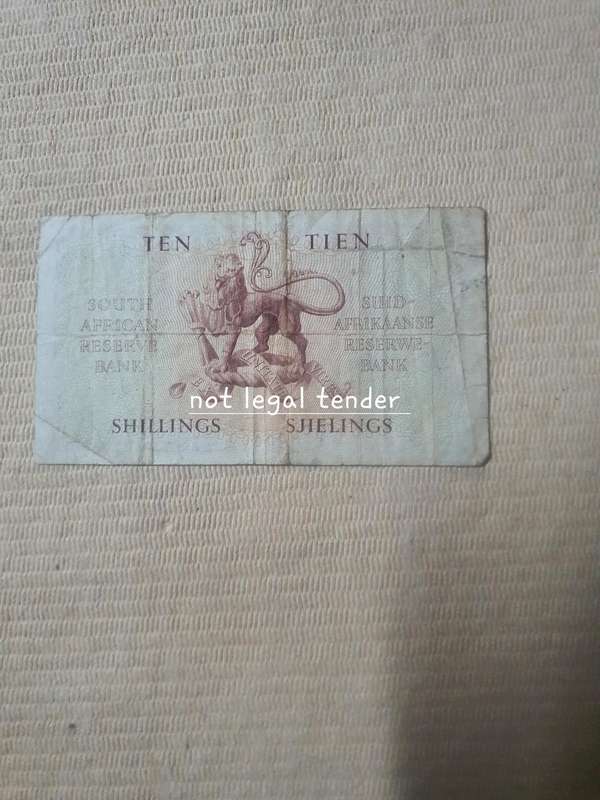 TEN TIEN
SOUTH AFRICAN RESERVE BANK
SUID-AFRIKAANSE RESERWE-BANK
not legal tender
SHILLINGS SJIELINGS